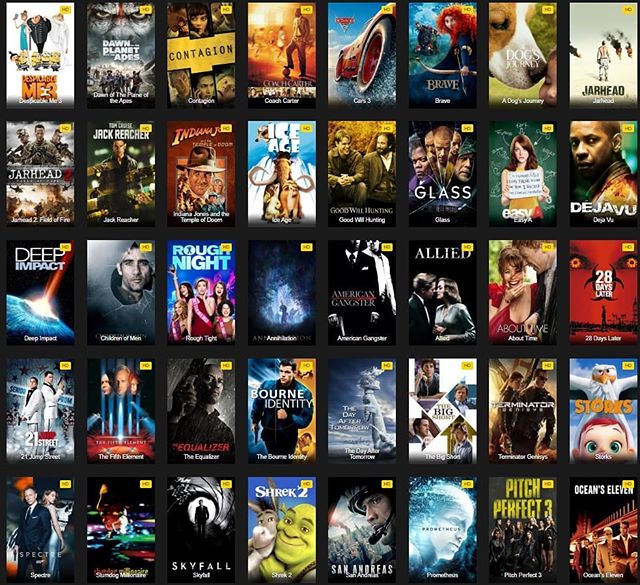 HD HD HD HD HD HD HD HD
DESPICABLE
ME3
Despicable Me 3
DAWN OF THE
PLANET
OF THE
APES
Dawn of The Planet of the
Apes
CONTAGION
Contagion
COACH CARTER
Coach Carter
Cars 3
BRAVE
Brave
A DOG'S
JOURNEY
A Dog's Journey
JARHEAD
Jarhead
HD HD HD HD HD HD HD HD
JARHEAD 2
Jarhead 2: Field of Fire
TOM CRUISE
JACK REACHER
Jack Reacher
INDIANA JONES
and the
TEMPLE OF DOOM
Indiana Jones and the
Temple of Doom
ICE
AGE
Ice Age
GOOD WILL HUNTING
Good Will Hunting
GLASS
Glass
easy A
Easy A
DEJA VU
Deja Vu
HD HD HD HD HD HD HD HD
DEEP
IMPACT
Deep Impact
Children of Men
ROUGH
NIGHT
Rough Tight
Annihilation
AMERICAN
GANGSTER
American Gangster
ALLIED
Allied
ABOUT TIME
About Time
28
DAYS
LATER
28 Days Later
HD HD HD HD HD HD HD HD
21 JUMP
STREET
21 Jump Street
THE FIFTH ELEMENT
The Fifth Element
THE EQUALIZER
The Equalizer
THE
BOURNE
IDENTITY
The Bourne Identity
THE
DAY
AFTER
TOMORROW
The Day After
Tomorrow
THE
BIG
SHORT
The Big Short
TERMINATOR
GENISYS
Terminator Genisys
STORKS
Storks
HD HD HD HD HD HD HD HD
SPECTRE
Spectre
slumdog millionaire
Slumdog Millionaire
SKYFALL
Skyfall
SHREK 2
Shrek 2
SAN ANDREAS
San Andreas
PROMETHEUS
Prometheus
PITCH
PERFECT 3
Pitch Perfect 3
OCEAN'S ELEVEN
Ocean's Eleven